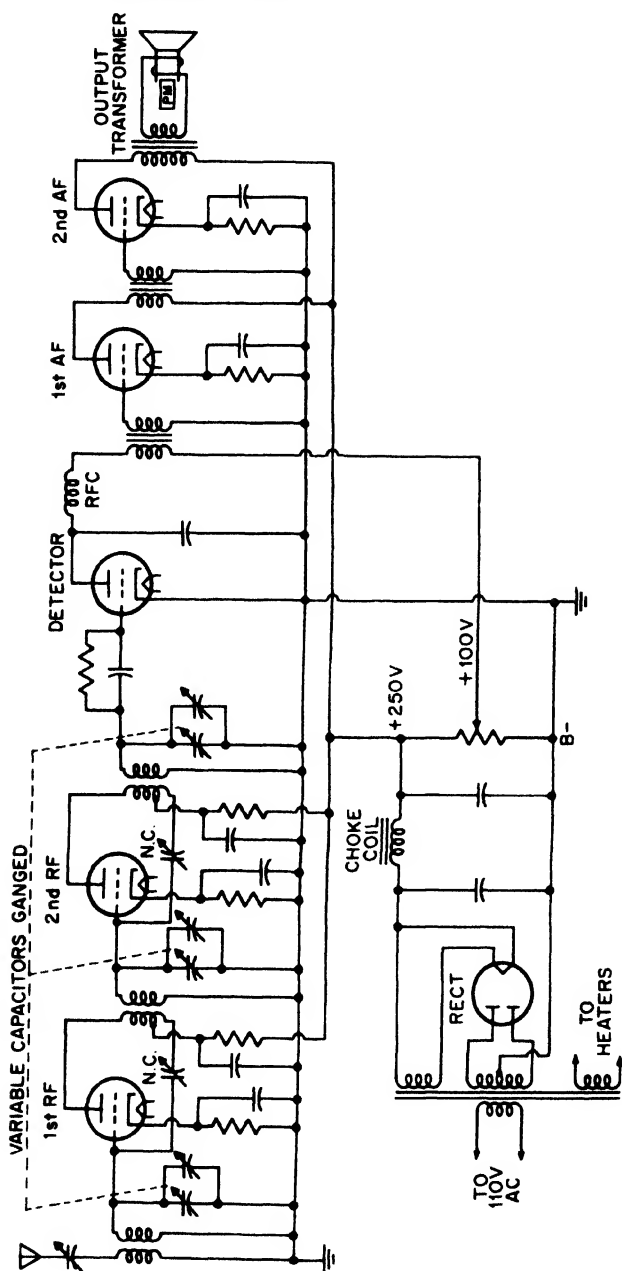 VARIABLE CAPACITORS GANGED
1st RF
N.C.
2nd RF
N.C.
DETECTOR
RFC
1st AF
2nd AF
OUTPUT
TRANSFORMER
PM
TO
110V
AC
TO
HEATERS
RECT
CHOKE
COIL
+250V
+100V
B-